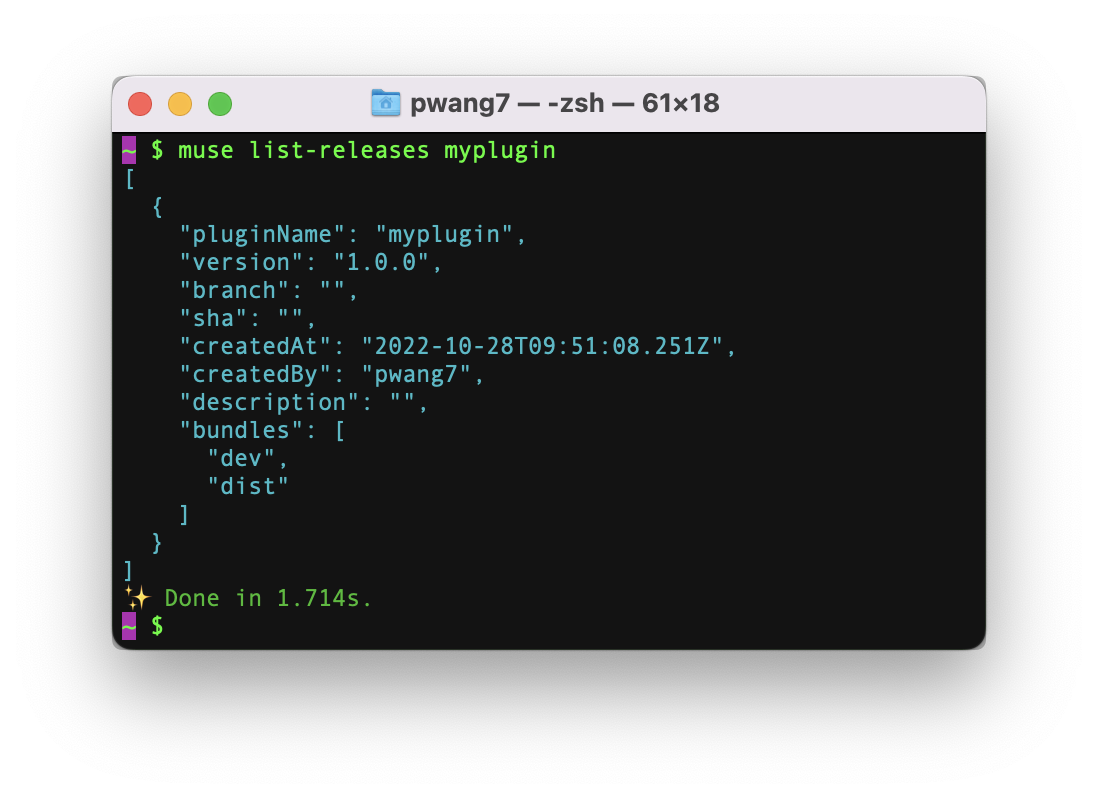 pwang7 — -zsh — 61×18
~ $ muse list-releases myplugin
[
  {
    "pluginName": "myplugin",
    "version": "1.0.0",
    "branch": "",
    "sha": "",
    "createdAt": "2022-10-28T09:51:08.251Z",
    "createdBy": "pwang7",
    "description": "",
    "bundles": [
      "dev",
      "dist"
    ]
  }
]
✨ Done in 1.714s.
~ $